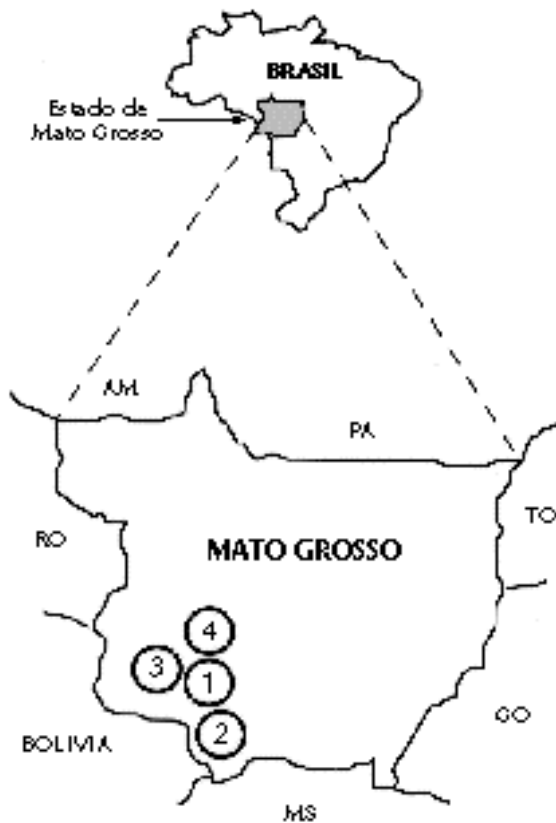 BRASIL
Estado de
Mato Grosso
AM
PA
RO
TO
MATO GROSSO
4
3
1
2
GO
BOLIVIA
MS